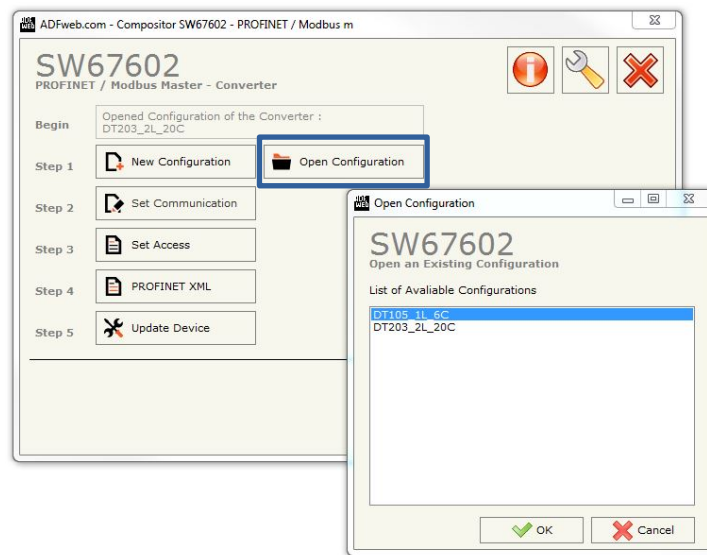 ADFweb.com - Compositor SW67602 - PROFINET / Modbus m
SW67602
PROFINET / Modbus Master - Converter
Begin
Opened Configuration of the Converter :
DT203_2L_20C
Step 1
New Configuration
Open Configuration
Step 2
Set Communication
Step 3
Set Access
Step 4
PROFINET XML
Step 5
Update Device
Open Configuration
SW67602
Open an Existing Configuration
List of Avaliable Configurations
DT105_1L_6C
DT203_2L_20C
OK
Cancel